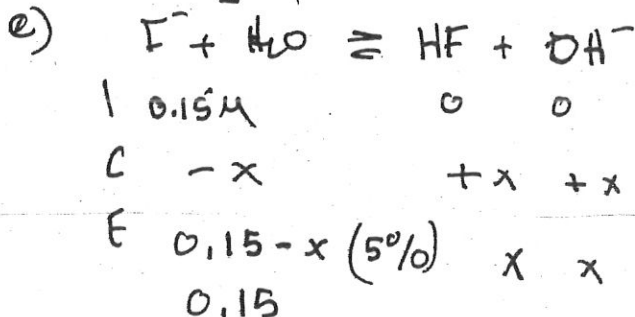 e) F⁻ + H₂O ⇌ HF + OH⁻
I 0.15M 0 0
C -x +x +x
E 0,15-x (5%) x x
0.15